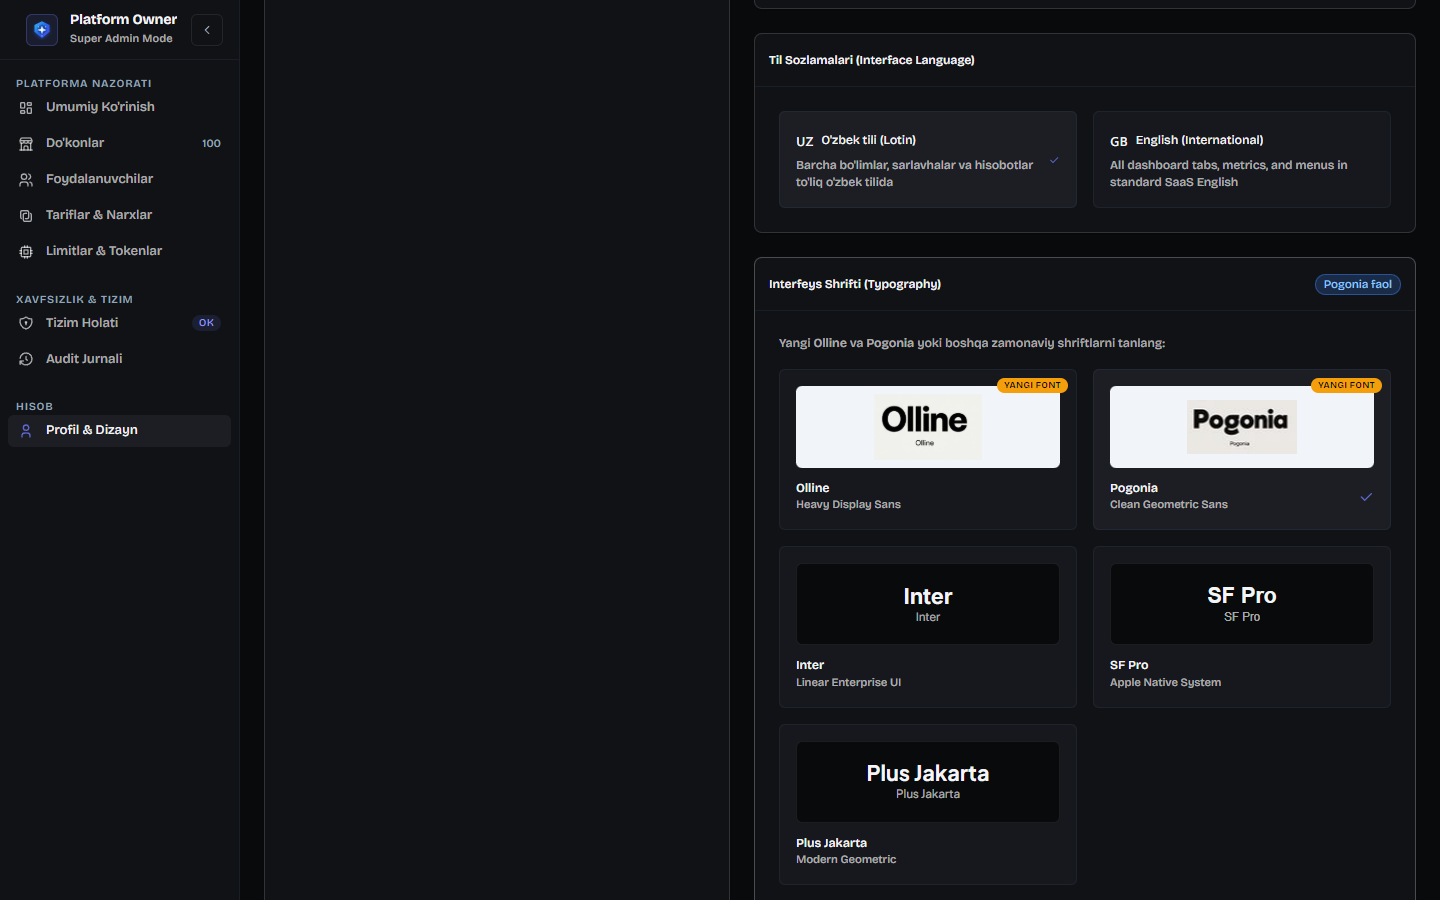 Platform Owner
Super Admin Mode
PLATFORMA NAZORATI
Umumiy Ko'rinish
Do'konlar
100
Foydalanuvchilar
Tariflar & Narxlar
Limitlar & Tokenlar
XAVFSIZLIK & TIZIM
Tizim Holati
OK
Audit Jurnali
HISOB
Profil & Dizayn
Til Sozlamalari (Interface Language)
UZ O'zbek tili (Lotin)
Barcha bo'limlar, sarlavhalar va hisobotlar
to'liq o'zbek tilida
GB English (International)
All dashboard tabs, metrics, and menus in
standard SaaS English
Interfeys Shrifti (Typography)
Pogonia faol
Yangi Olline va Pogonia yoki boshqa zamonaviy shriftlarni tanlang:
YANGI FONT
Olline
Olline
Olline
Heavy Display Sans
YANGI FONT
Pogonia
Pogonia
Pogonia
Clean Geometric Sans
Inter
Inter
Inter
Linear Enterprise UI
SF Pro
SF Pro
SF Pro
Apple Native System
Plus Jakarta
Plus Jakarta
Plus Jakarta
Modern Geometric